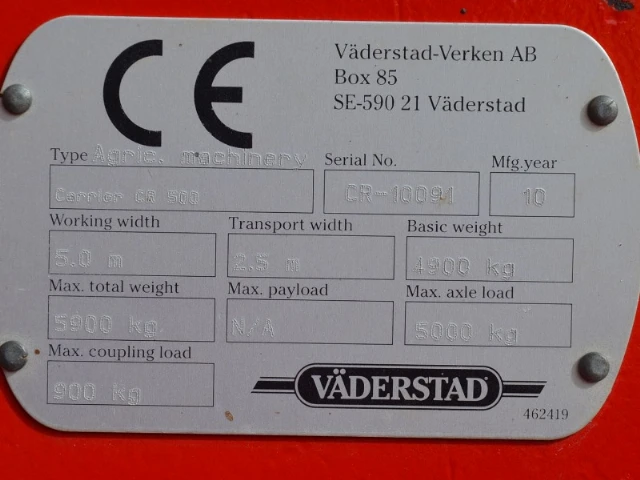 CE
Väderstad-Verken AB
Box 85
SE-590 21 Väderstad
Type Agric. machinery
Serial No.
Mfg.year
Carrier CR 500
CR-10091
10
Working width
Transport width
Basic weight
5.0 m
2.5 m
4900 kg
Max. total weight
Max. payload
Max. axle load
5900 kg
N/A
5000 kg
Max. coupling load
900 kg
VÄDERSTAD
462419